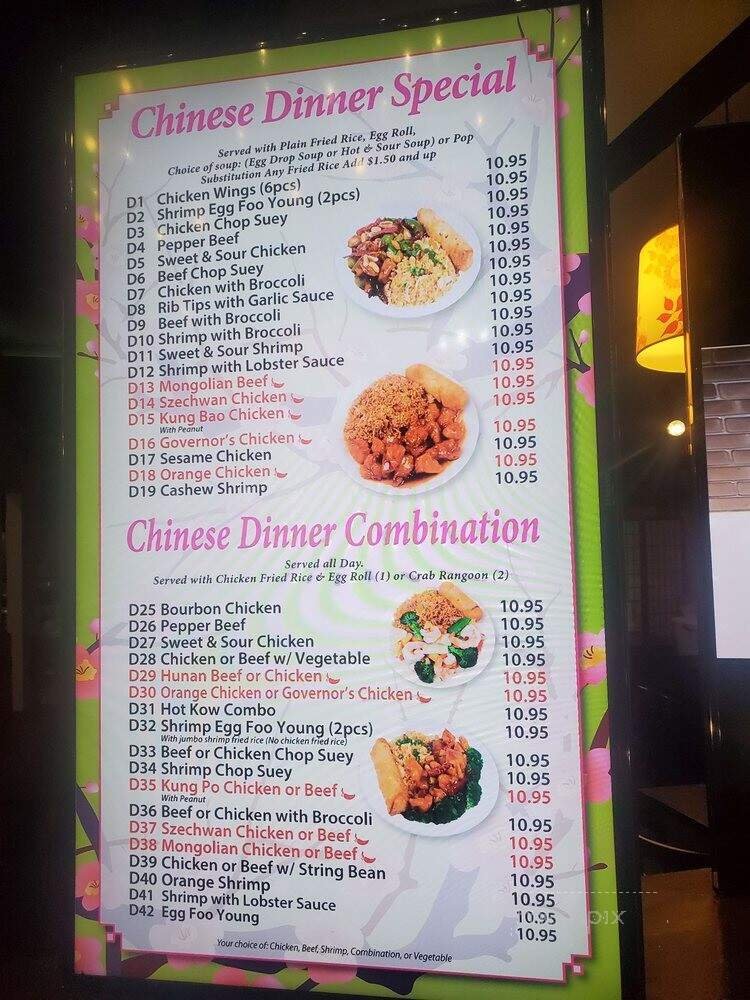 Chinese Dinner Special
Served with Plain Fried Rice, Egg Roll,
Choice of soup: (Egg Drop Soup or Hot & Sour Soup) or Pop
Substitution Any Fried Rice Add $1.50 and up
D1 Chicken Wings (6pcs) 10.95
D2 Shrimp Egg Foo Young (2pcs) 10.95
D3 Chicken Chop Suey 10.95
D4 Pepper Beef 10.95
D5 Sweet & Sour Chicken 10.95
D6 Beef Chop Suey 10.95
D7 Chicken with Broccoli 10.95
D8 Rib Tips with Garlic Sauce 10.95
D9 Beef with Broccoli 10.95
D10 Shrimp with Broccoli 10.95
D11 Sweet & Sour Shrimp 10.95
D12 Shrimp with Lobster Sauce 10.95
D13 Mongolian Beef 10.95
D14 Szechwan Chicken 10.95
D15 Kung Bao Chicken 10.95
With Peanut
D16 Governor's Chicken 10.95
D17 Sesame Chicken 10.95
D18 Orange Chicken 10.95
D19 Cashew Shrimp 10.95
Chinese Dinner Combination
Served all Day.
Served with Chicken Fried Rice & Egg Roll (1) or Crab Rangoon (2)
D25 Bourbon Chicken 10.95
D26 Pepper Beef 10.95
D27 Sweet & Sour Chicken 10.95
D28 Chicken or Beef w/ Vegetable 10.95
D29 Hunan Beef or Chicken 10.95
D30 Orange Chicken or Governor's Chicken 10.95
D31 Hot Kow Combo 10.95
D32 Shrimp Egg Foo Young (2pcs) 10.95
With jumbo shrimp fried rice (No chicken fried rice)
D33 Beef or Chicken Chop Suey 10.95
D34 Shrimp Chop Suey 10.95
D35 Kung Po Chicken or Beef 10.95
With Peanut
D36 Beef or Chicken with Broccoli 10.95
D37 Szechwan Chicken or Beef 10.95
D38 Mongolian Chicken or Beef 10.95
D39 Chicken or Beef w/ String Bean 10.95
D40 Orange Shrimp 10.95
D41 Shrimp with Lobster Sauce 10.95
D42 Egg Foo Young 10.95
Your choice of: Chicken, Beef, Shrimp, Combination, or Vegetable